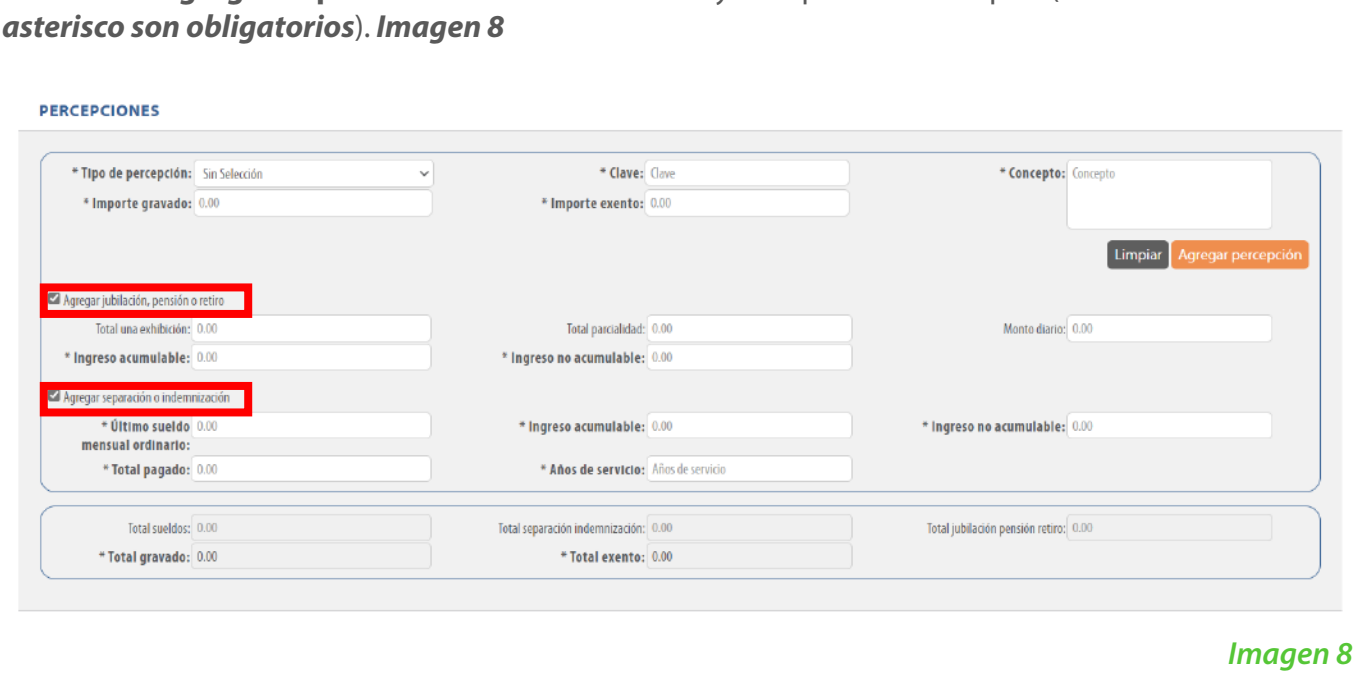 asterisco son obligatorios). Imagen 8
PERCEPCIONES
* Tipo de percepción: Sin Selección * Clave: Clave * Concepto: Concepto
* Importe gravado: 0.00 * Importe exento: 0.00
Limpiar Agregar percepción
Agregar jubilación, pensión o retiro
Total una exhibición: 0.00 Total parcialidad: 0.00 Monto diario: 0.00
* Ingreso acumulable: 0.00 * Ingreso no acumulable: 0.00
Agregar separación o indemnización
* Último sueldo 0.00 * Ingreso acumulable: 0.00 * Ingreso no acumulable: 0.00
mensual ordinario:
* Total pagado: 0.00 * Años de servicio: Años de servicio
Total sueldos: 0.00 Total separación indemnización: 0.00 Total jubilación pensión retiro: 0.00
* Total gravado: 0.00 * Total exento: 0.00
Imagen 8